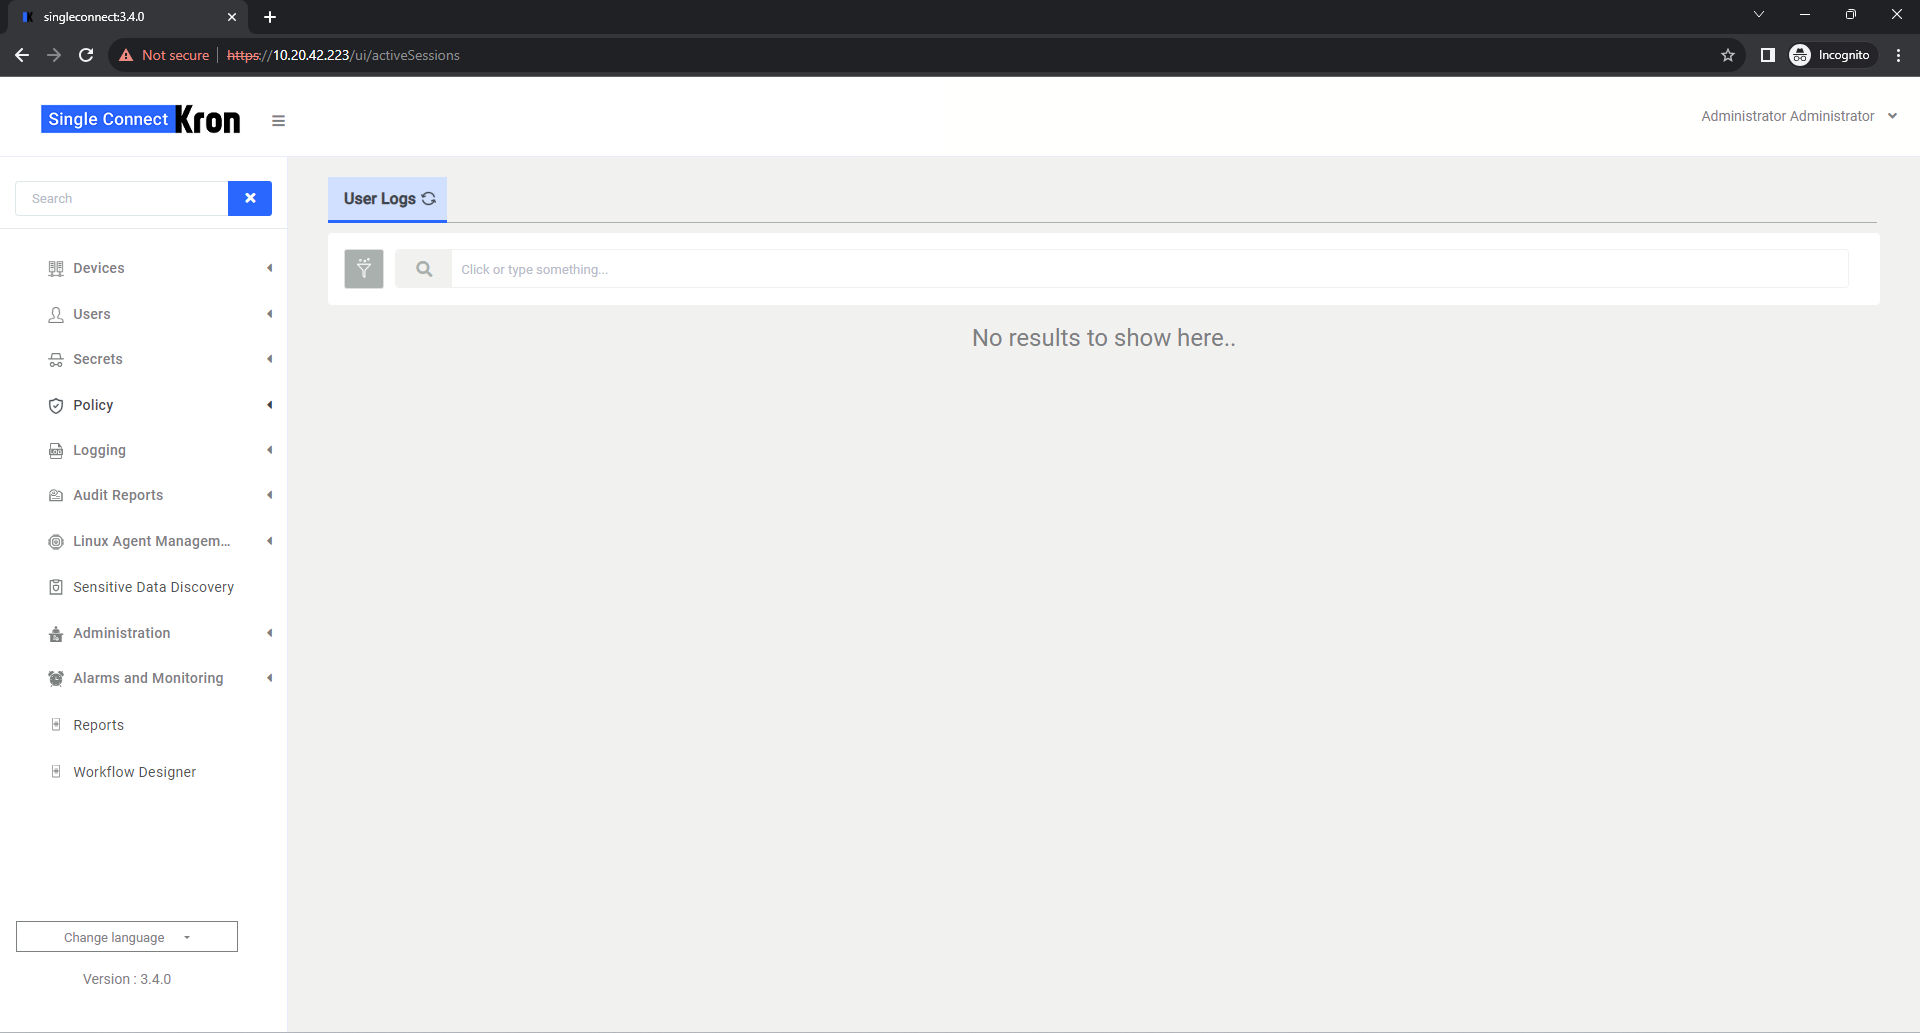 singleconnect:3.4.0
Not secure https://10.20.42.223/ui/activeSessions
Incognito
Single Connect Kron
Administrator Administrator
Search
User Logs
Click or type something...
No results to show here..
Devices
Users
Secrets
Policy
Logging
Audit Reports
Linux Agent Managem...
Sensitive Data Discovery
Administration
Alarms and Monitoring
Reports
Workflow Designer
Change language
Version : 3.4.0